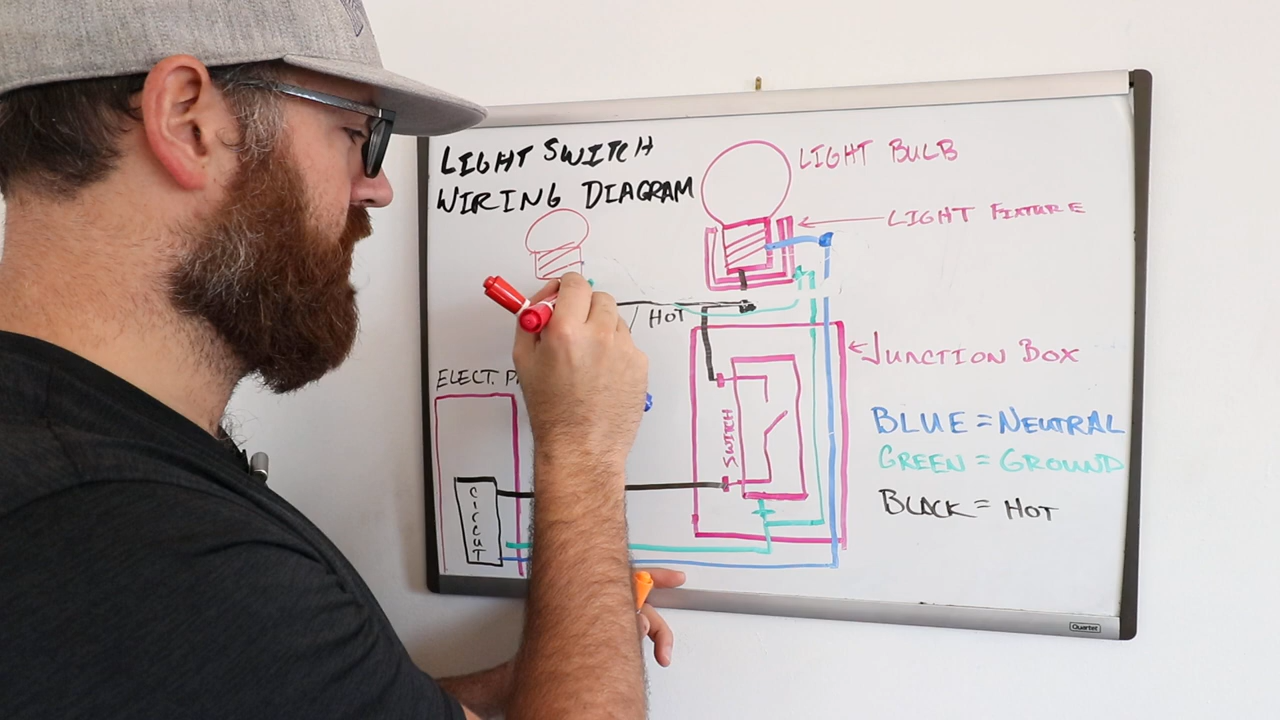 LIGHT SWITCH
WIRING DIAGRAM
LIGHT BULB
LIGHT FIXTURE
HOT
JUNCTION BOX
ELECT.
SWITCH
BLUE = NEUTRAL
GREEN = GROUND
BLACK = HOT
CIRCUT
Quartet